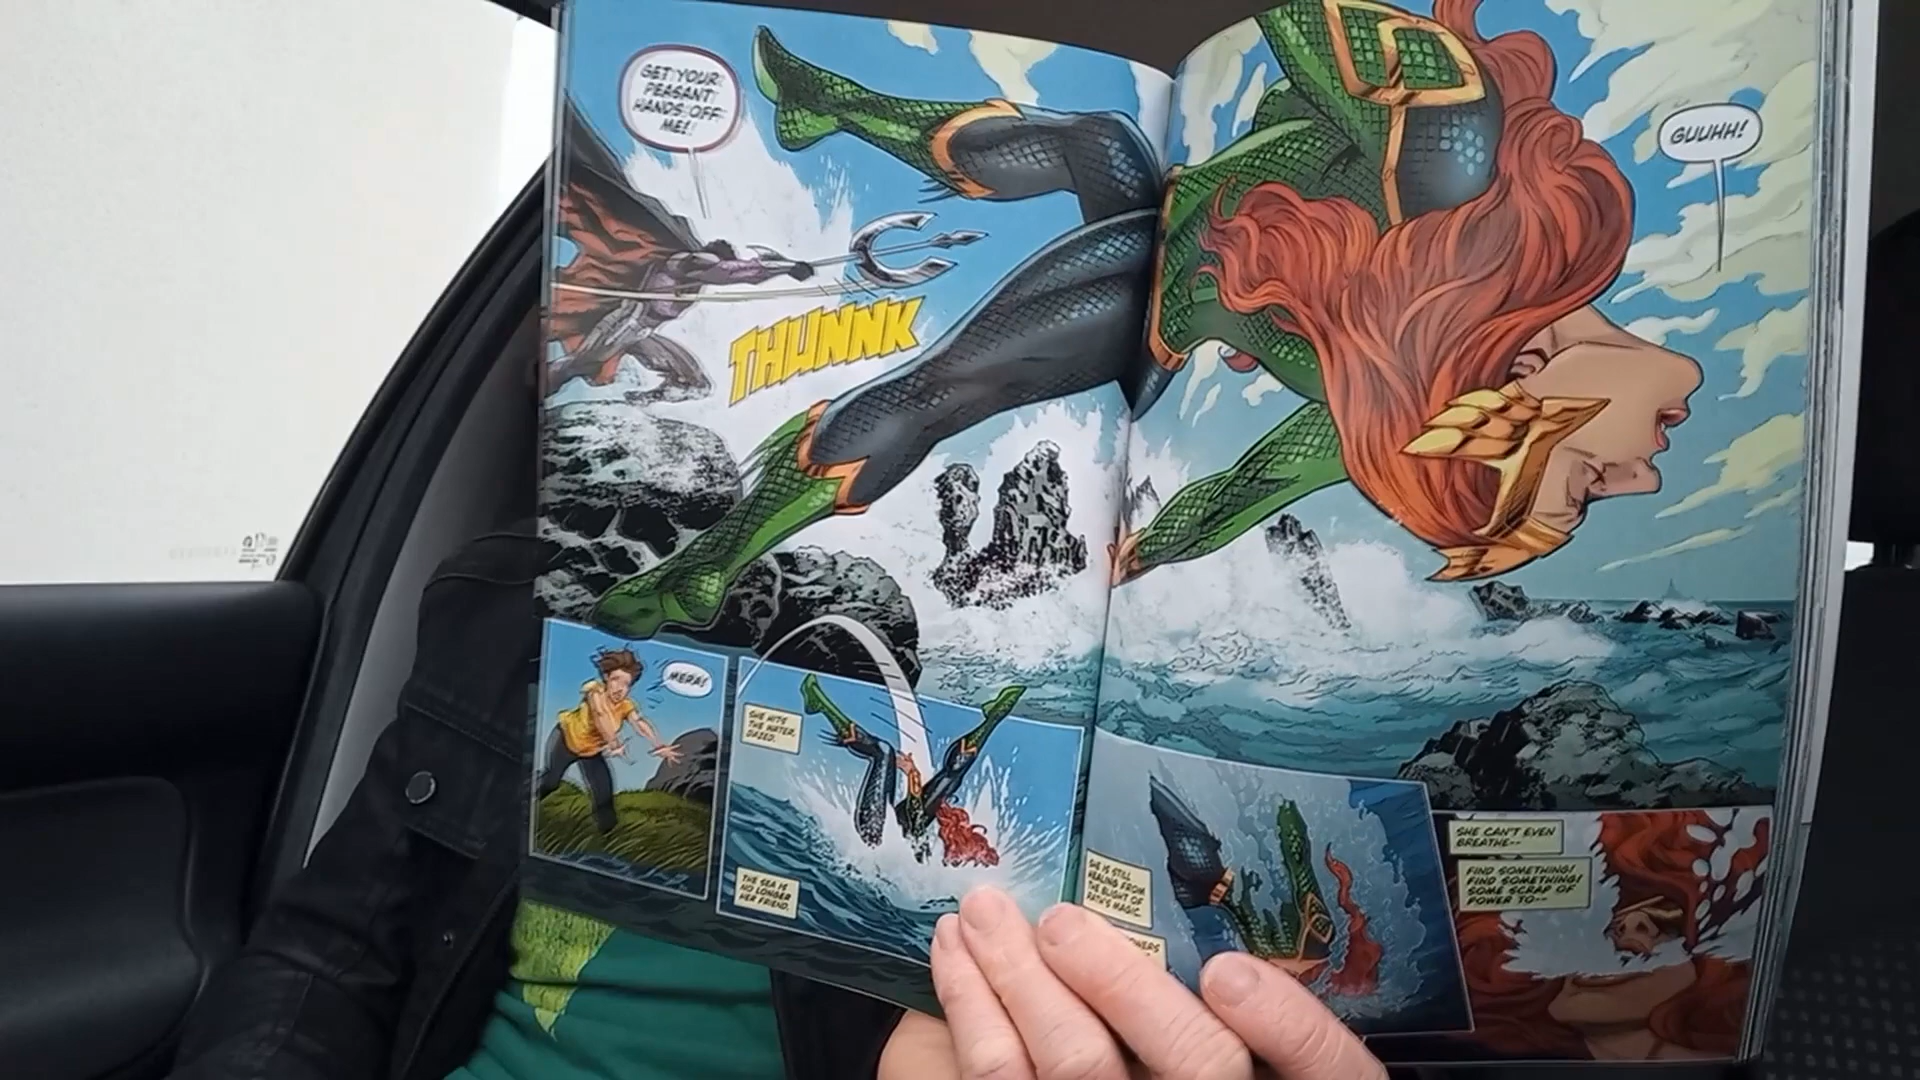 GET YOUR
PEASANT
HANDS OFF
ME!
GUUHH!
THUNNK
MERA!
SHE HITS
THE WATER,
DAZED.
THE SEA IS
NO LONGER
HER FRIEND.
SHE IS STILL
HEALING FROM
THE BLIGHT OF
RATH'S MAGIC.
SHE CAN'T EVEN
BREATHE--
FIND SOMETHING!
FIND SOMETHING!
SOME SCRAP OF
POWER TO--